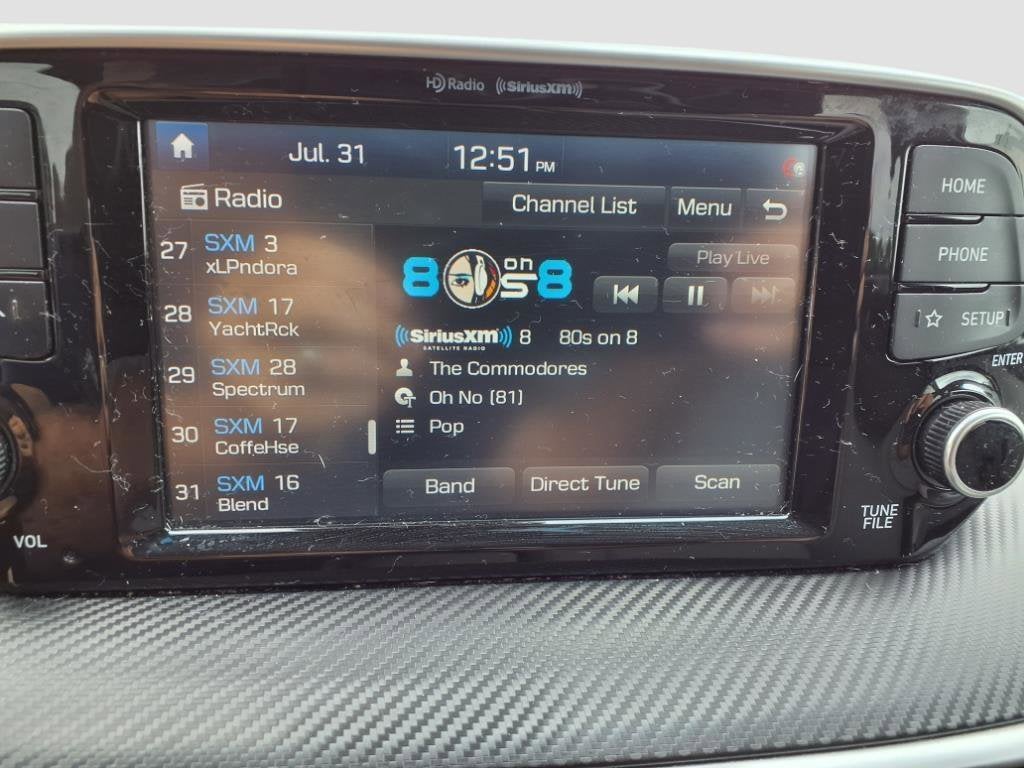 HD Radio ((SiriusXM))
Jul. 31 12:51 PM
Radio Channel List Menu
27 SXM 3
xLPndora
28 SXM 17
YachtRck
29 SXM 28
Spectrum
30 SXM 17
CoffeHse
31 SXM 16
Blend
80s on 8
Play Live
((SiriusXM)) 8 80s on 8
SATELLITE RADIO
The Commodores
Oh No (81)
Pop
Band Direct Tune Scan
HOME
PHONE
SETUP
ENTER
TUNE
FILE
VOL